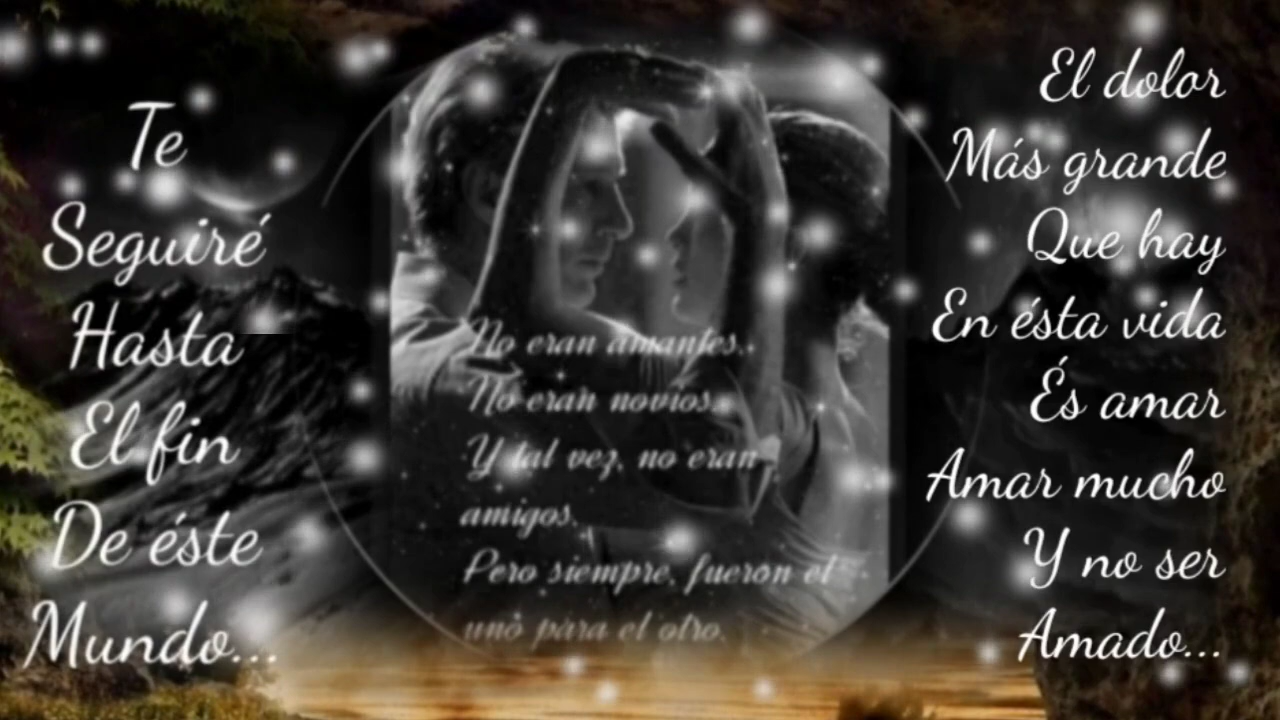 Te
Seguiré
Hasta
El fin
De éste
Mundo...
No eran amantes.
No eran novios.
Y tal vez, no eran
amigos.
Pero siempre, fueron el
uno para el otro.
El dolor
Más grande
Que hay
En ésta vida
És amar
Amar mucho
Y no ser
Amado...